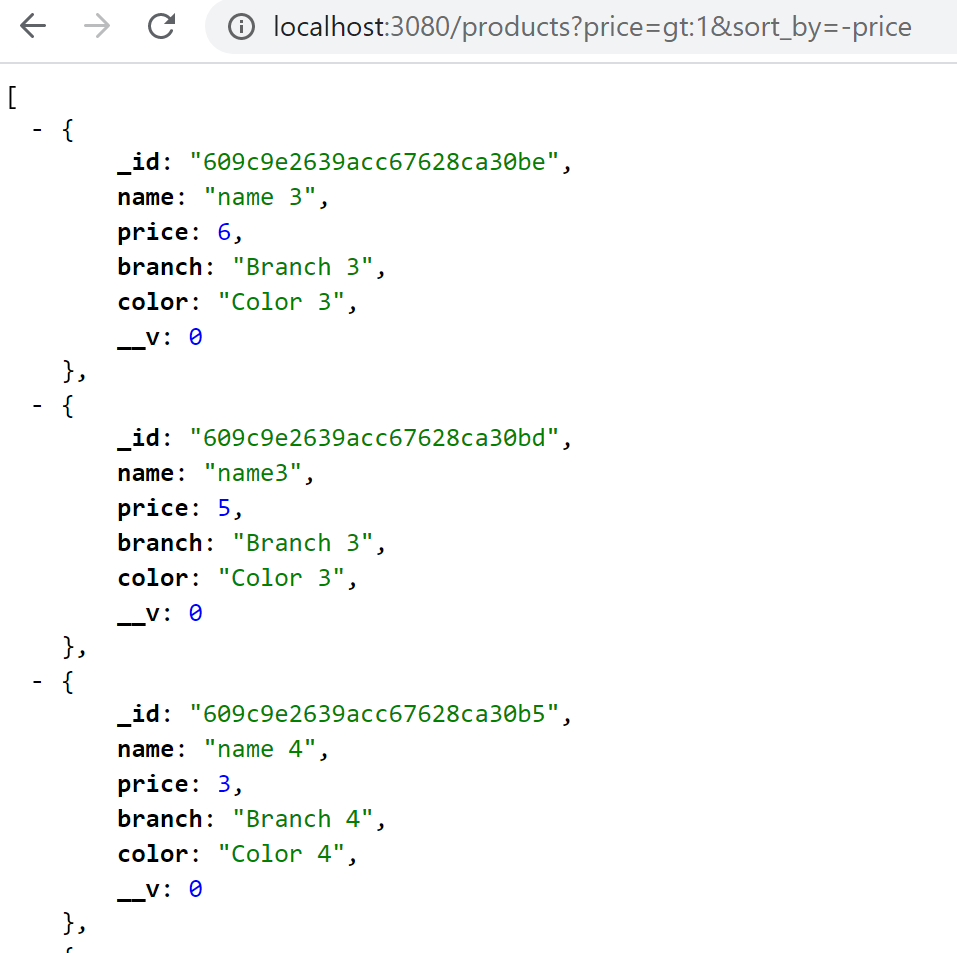 localhost:3080/products?price=gt:1&sort_by=-price
[
- {
_id: "609c9e2639acc67628ca30be",
name: "name 3",
price: 6,
branch: "Branch 3",
color: "Color 3",
__v: 0
},
- {
_id: "609c9e2639acc67628ca30bd",
name: "name3",
price: 5,
branch: "Branch 3",
color: "Color 3",
__v: 0
},
- {
_id: "609c9e2639acc67628ca30b5",
name: "name 4",
price: 3,
branch: "Branch 4",
color: "Color 4",
__v: 0
},